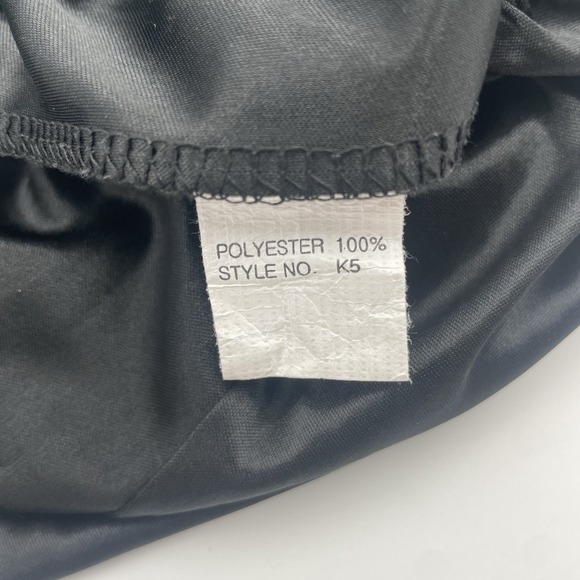 POLYESTER 100%
STYLE NO. K5